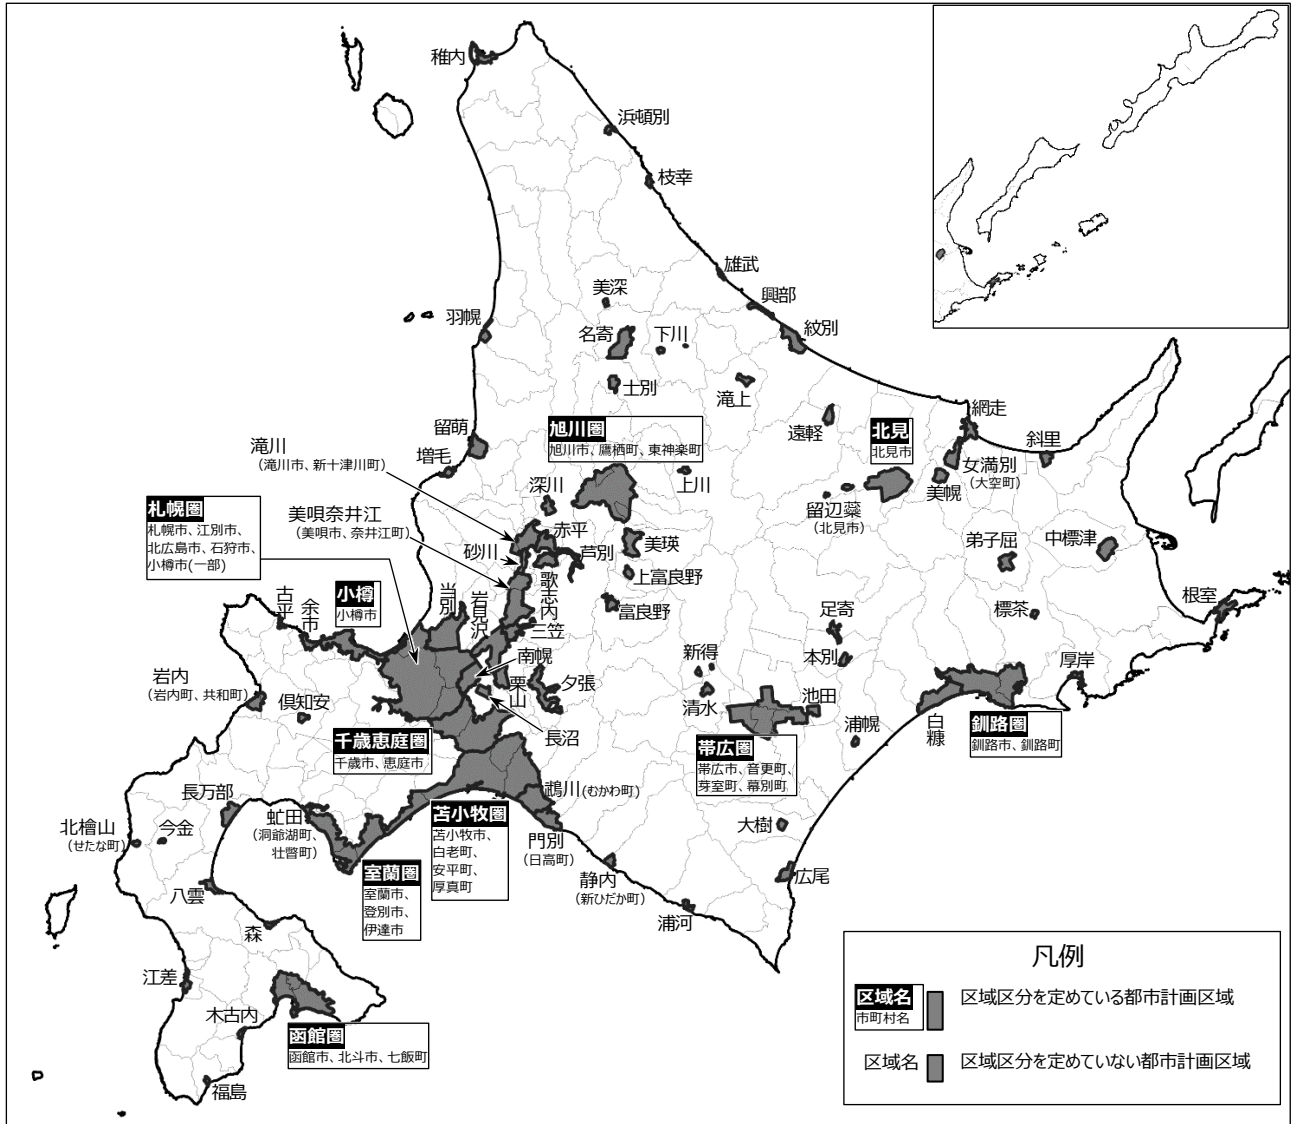 稚内
浜頓別
枝幸
雄武
美深
興部
羽幌
名寄
下川
紋別
士別
滝上
網走
遠軽
北見
北見市
斜里
旭川圏
旭川市、鷹栖町、東神楽町
留萌
滝川
(滝川市、新十津川町)
増毛
女満別
(大空町)
上川
美幌
深川
留辺蘂
(北見市)
札幌圏
札幌市、江別市、
北広島市、石狩市、
小樽市(一部)
美唄奈井江
(美唄市、奈井江町)
赤平
芦別
美瑛
弟子屈
中標津
砂川
歌志内
上富良野
小樽
小樽市
当別
岩見沢
古平
余市
富良野
足寄
標茶
根室
三笠
南幌
新得
本別
厚岸
岩内
(岩内町、共和町)
倶知安
栗山
夕張
清水
池田
浦幌
白糠
釧路圏
釧路市、釧路町
長沼
千歳恵庭圏
千歳市、恵庭市
帯広圏
帯広市、音更町、
芽室町、幕別町
鵡川(むかわ町)
長万部
虻田
(洞爺湖町、
壮瞥町)
苫小牧圏
苫小牧市、
白老町、
安平町、
厚真町
北檜山
(せたな町)
今金
門別
(日高町)
大樹
室蘭圏
室蘭市、
登別市、
伊達市
静内
(新ひだか町)
広尾
八雲
浦河
森
江差
木古内
函館圏
函館市、北斗市、七飯町
福島
凡例
区域名
市町村名
区域区分を定めている都市計画区域
区域名
区域区分を定めていない都市計画区域